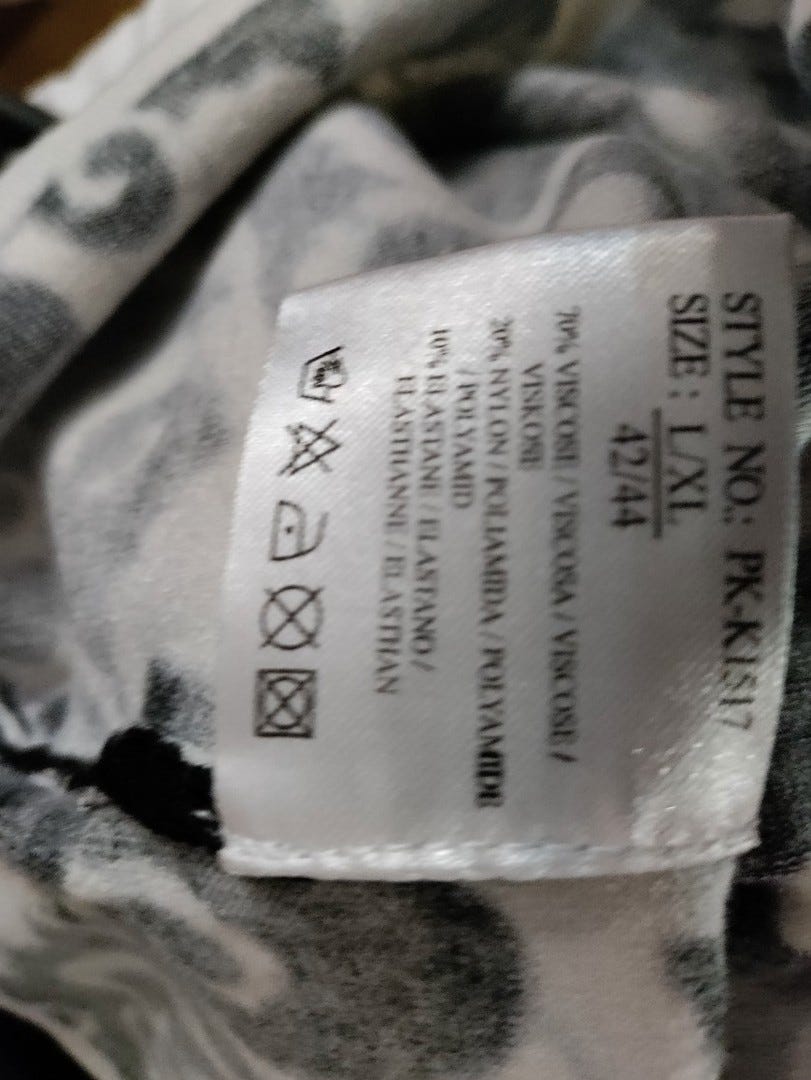 STYLE NO.: PK-K1517
SIZE: L/XL
42/44
70% VISCOSE / VISCOSA / VISCOSE /
VISKOSE
20% NYLON / POLIAMIDA / POLYAMIDE
/ POLYAMID
10% ELASTANE / ELASTANO /
ELASTHANNE / ELASTHAN